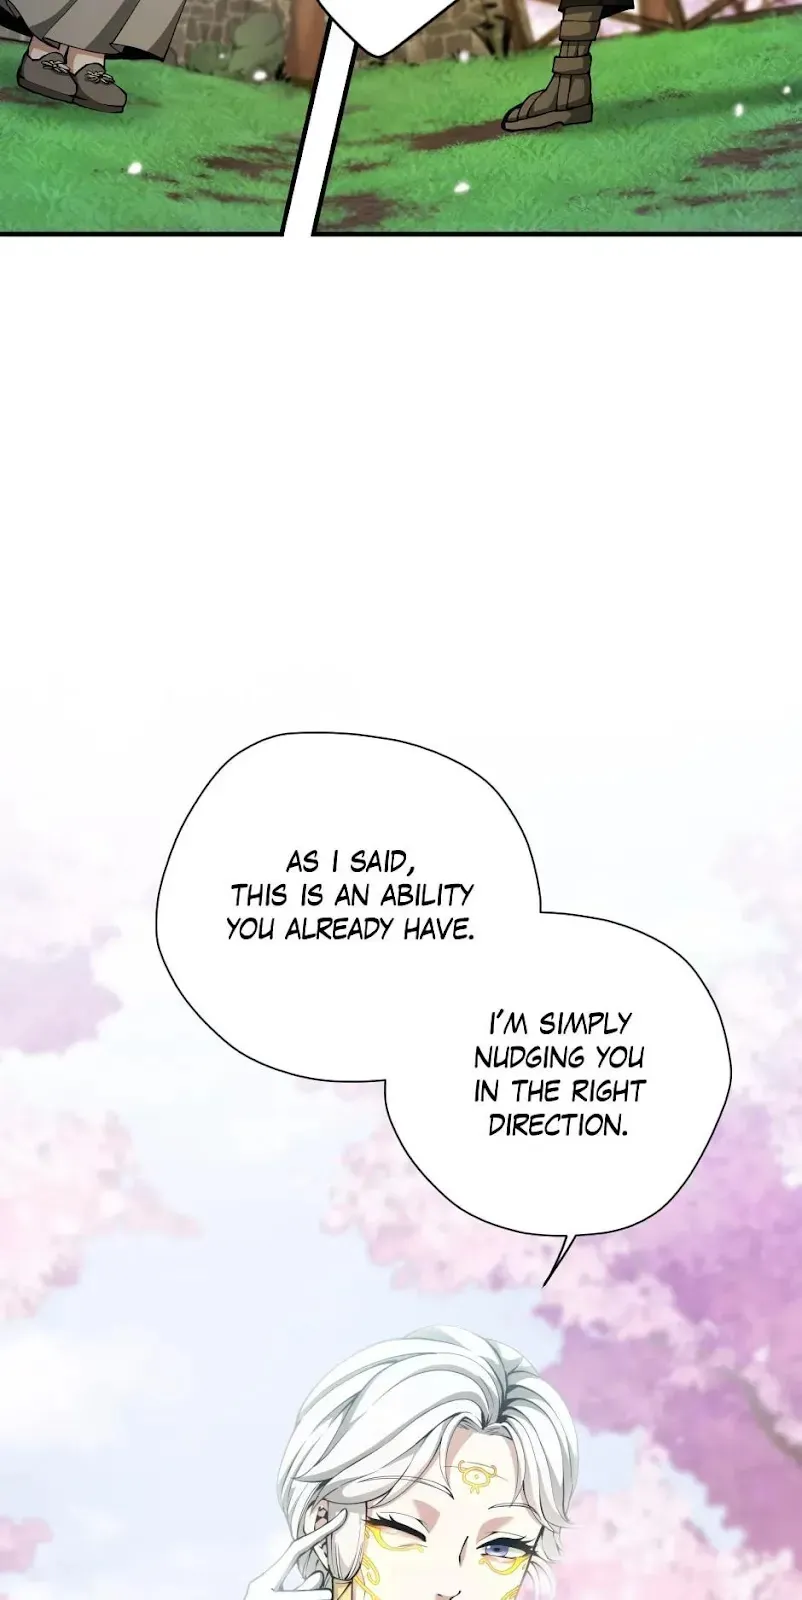 AS I SAID,
THIS IS AN ABILITY
YOU ALREADY HAVE.
I'M SIMPLY
NUDGING YOU
IN THE RIGHT
DIRECTION.